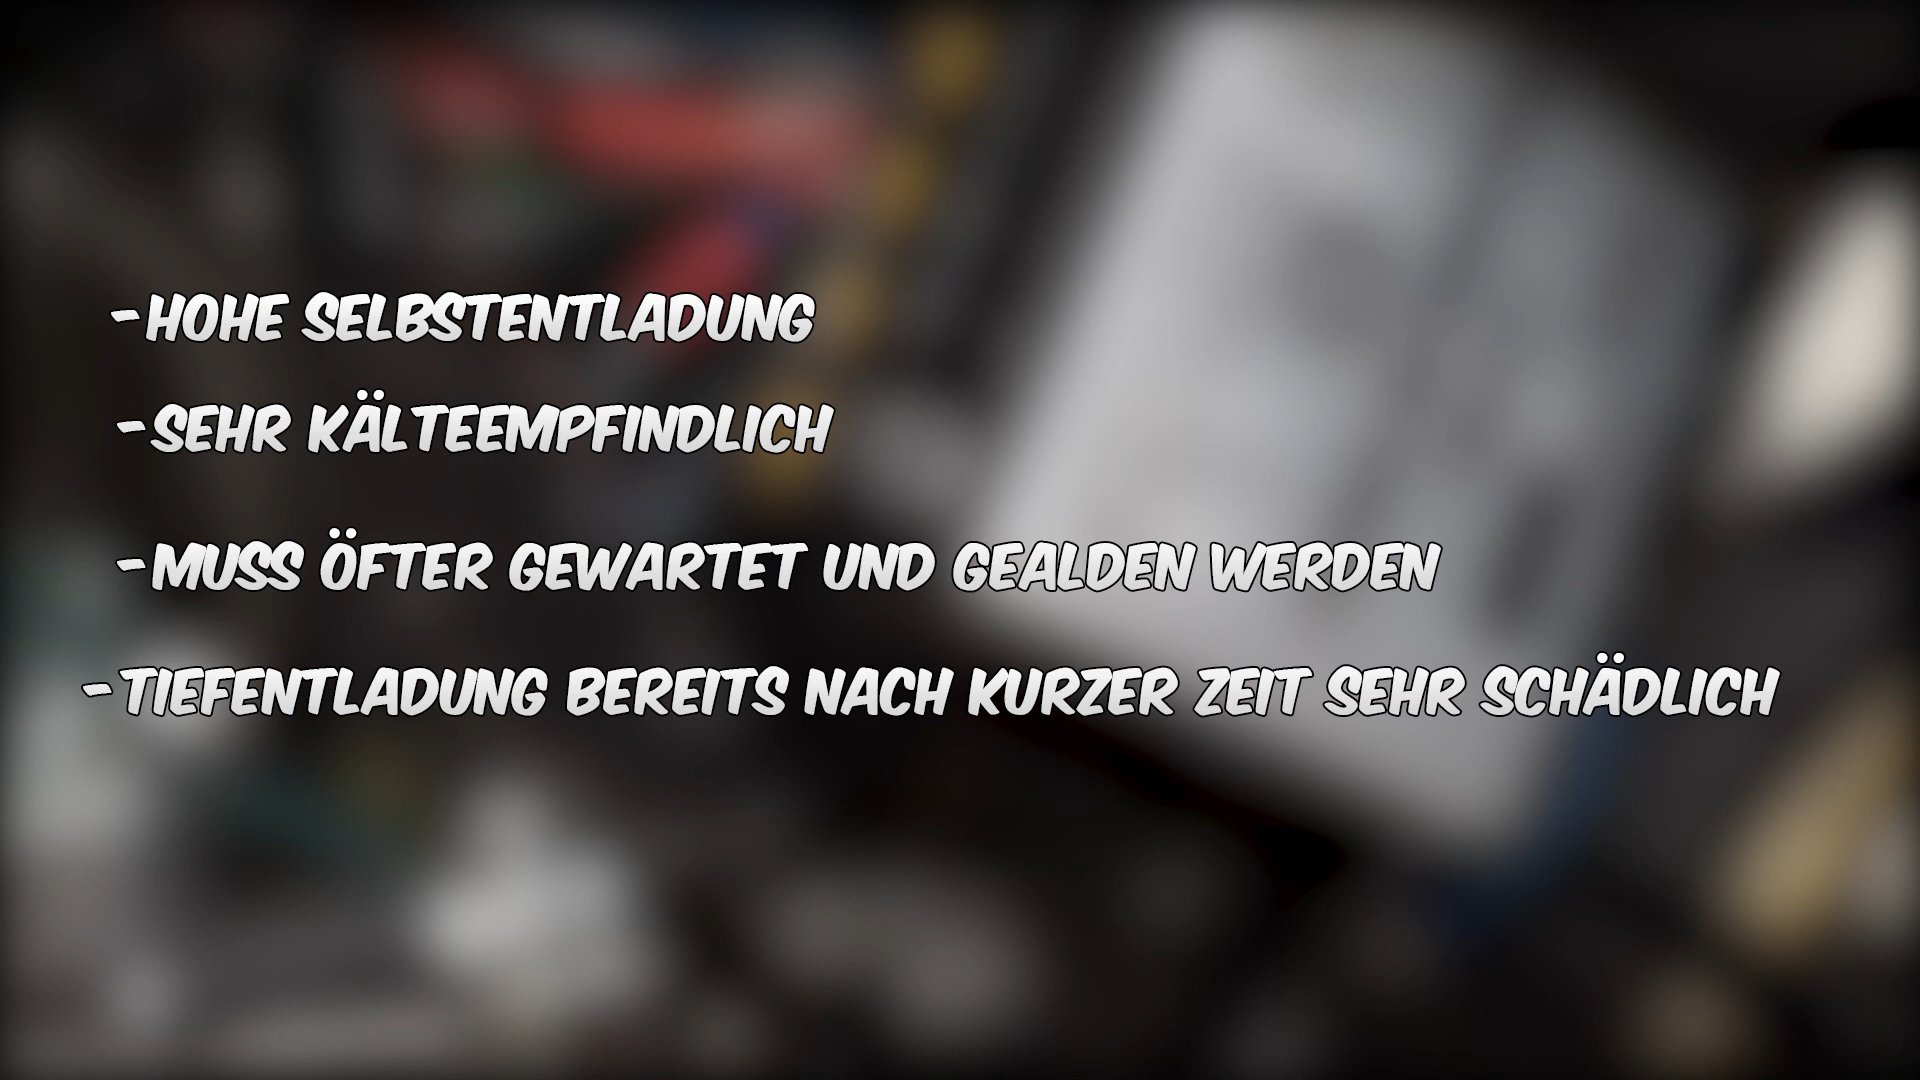 -HOHE SELBSTENTLADUNG
-SEHR KÄLTEEMPFINDLICH
-MUSS ÖFTER GEWARTET UND GEALDEN WERDEN
-TIEFENTLADUNG BEREITS NACH KURZER ZEIT SEHR SCHÄDLICH